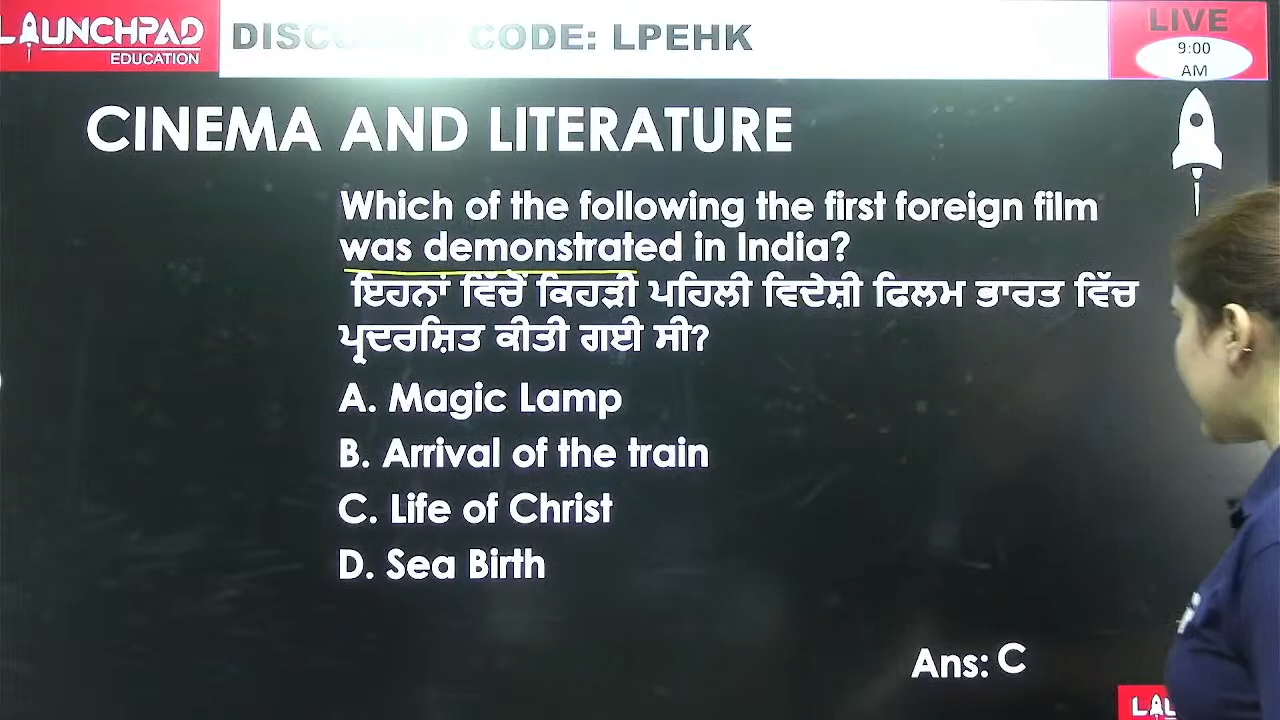 LAUNCHPAD
EDUCATION
CODE: LPEHK
LIVE
9:00
AM
CINEMA AND LITERATURE
Which of the following the first foreign film
was demonstrated in India?
ਇਹਨਾਂ ਵਿੱਚੋਂ ਕਿਹੜੀ ਪਹਿਲੀ ਵਿਦੇਸ਼ੀ ਫਿਲਮ ਭਾਰਤ ਵਿੱਚ
ਪ੍ਰਦਰਸ਼ਿਤ ਕੀਤੀ ਗਈ ਸੀ?
A. Magic Lamp
B. Arrival of the train
C. Life of Christ
D. Sea Birth
Ans: C